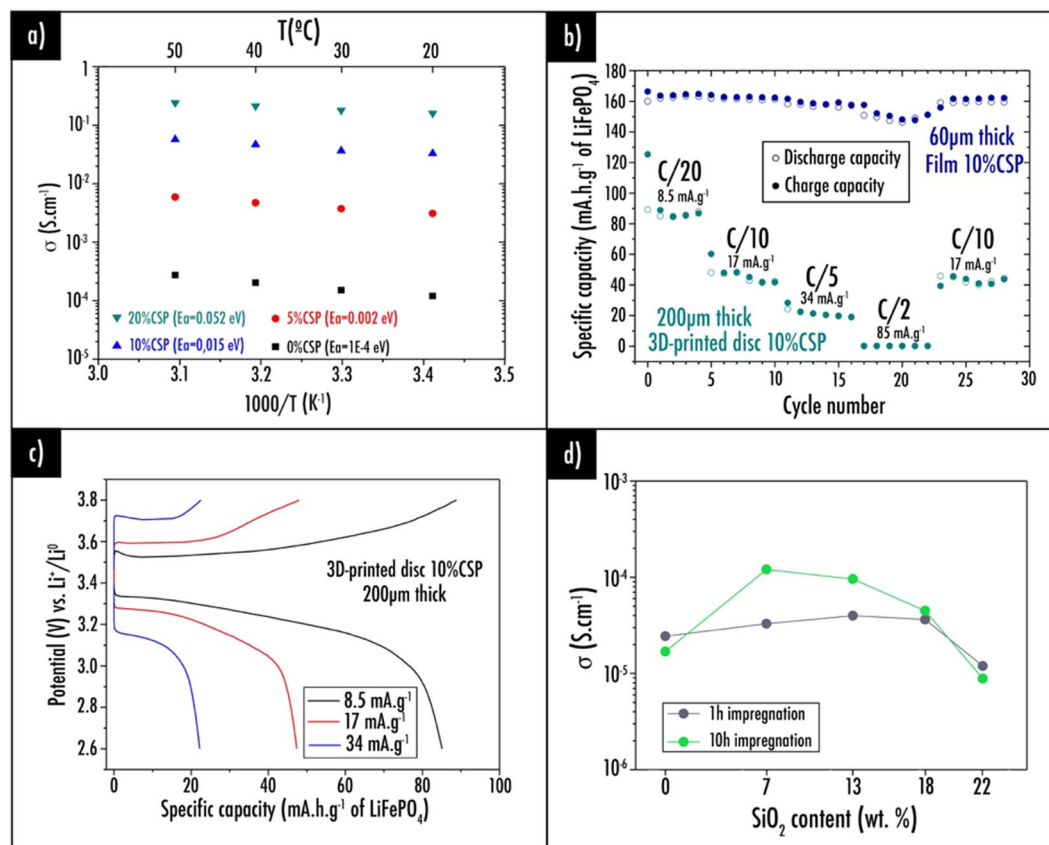 a)
T(ºC)
50 40 30 20
10⁻¹
10⁻²
10⁻³
10⁻⁴
10⁻⁵
σ (S.cm⁻¹)
20%CSP (Ea=0.052 eV) 5%CSP (Ea=0.002 eV)
10%CSP (Ea=0,015 eV) 0%CSP (Ea=1E-4 eV)
3.0 3.1 3.2 3.3 3.4 3.5
1000/T (K⁻¹)
b)
Specific capacity (mA.h.g⁻¹ of LiFePO₄)
180
160
140
120
100
80
60
40
20
0
60µm thick
Film 10%CSP
Discharge capacity
Charge capacity
C/20
8.5 mA.g⁻¹
C/10
17 mA.g⁻¹
C/5
34 mA.g⁻¹
C/2
85 mA.g⁻¹
C/10
17 mA.g⁻¹
200µm thick
3D-printed disc 10%CSP
0 5 10 15 20 25 30
Cycle number
c)
Potential (V) vs. Li⁺/Li⁰
3.8
3.6
3.4
3.2
3.0
2.8
2.6
3D-printed disc 10%CSP
200µm thick
8.5 mA.g⁻¹
17 mA.g⁻¹
34 mA.g⁻¹
0 20 40 60 80 100
Specific capacity (mA.h.g⁻¹ of LiFePO₄)
d)
σ (S.cm⁻¹)
10⁻³
10⁻⁴
10⁻⁵
10⁻⁶
1h impregnation
10h impregnation
0 7 13 18 22
SiO₂ content (wt. %)